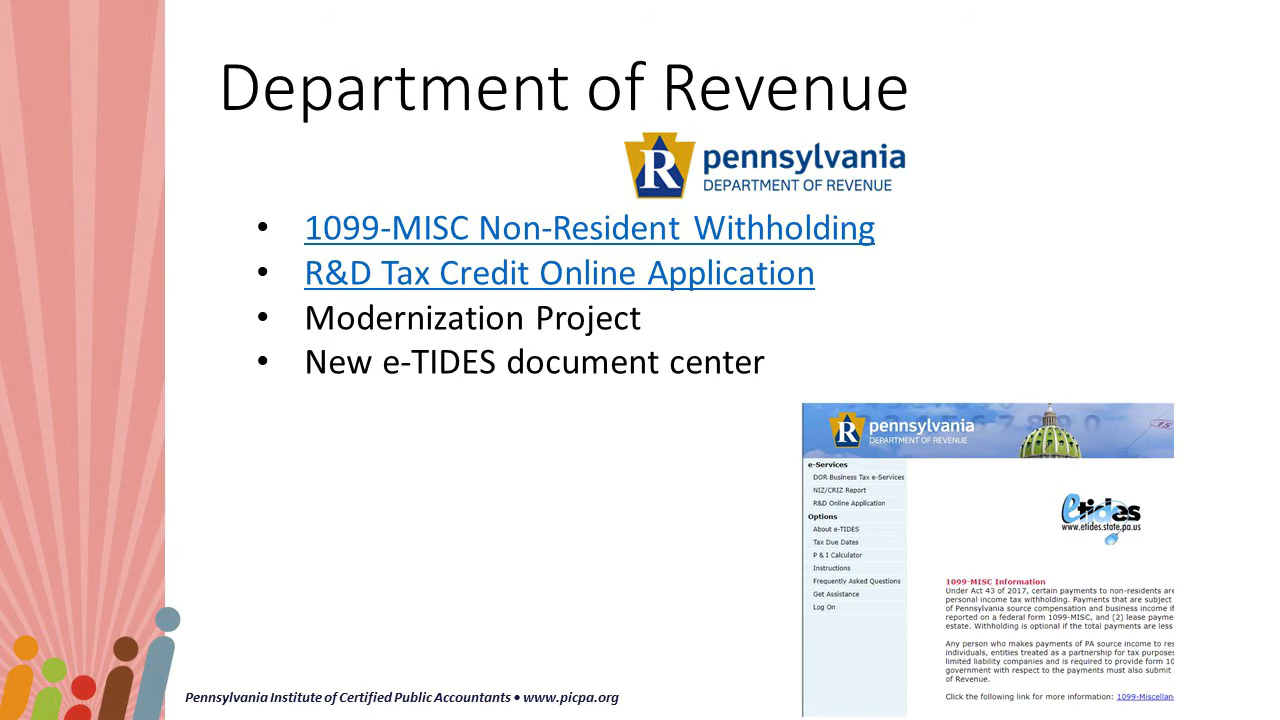 Department of Revenue
R pennsylvania
DEPARTMENT OF REVENUE
• 1099-MISC Non-Resident Withholding
• R&D Tax Credit Online Application
• Modernization Project
• New e-TIDES document center
R pennsylvania
DEPARTMENT OF REVENUE
e-Services
DOR Business Tax e-Services
NIZ/CRIZ Report
R&D Online Application
Options
About e-TIDES
Tax Due Dates
P & I Calculator
Instructions
Frequently Asked Questions
Get Assistance
Log On
etides
www.etides.state.pa.us
1099-MISC Information
Under Act 43 of 2017, certain payments to non-residents are
personal income tax withholding. Payments that are subject
of Pennsylvania source compensation and business income if
reported on a federal form 1099-MISC, and (2) lease payme
estate. Withholding is optional if the total payments are less
Any person who makes payments of PA source income to res
individuals, entities treated as a partnership for tax purposes
limited liability companies and is required to provide form 10
government with respect to the payments must also submit
of Revenue.
Click the following link for more information: 1099-Miscellan
Pennsylvania Institute of Certified Public Accountants • www.picpa.org